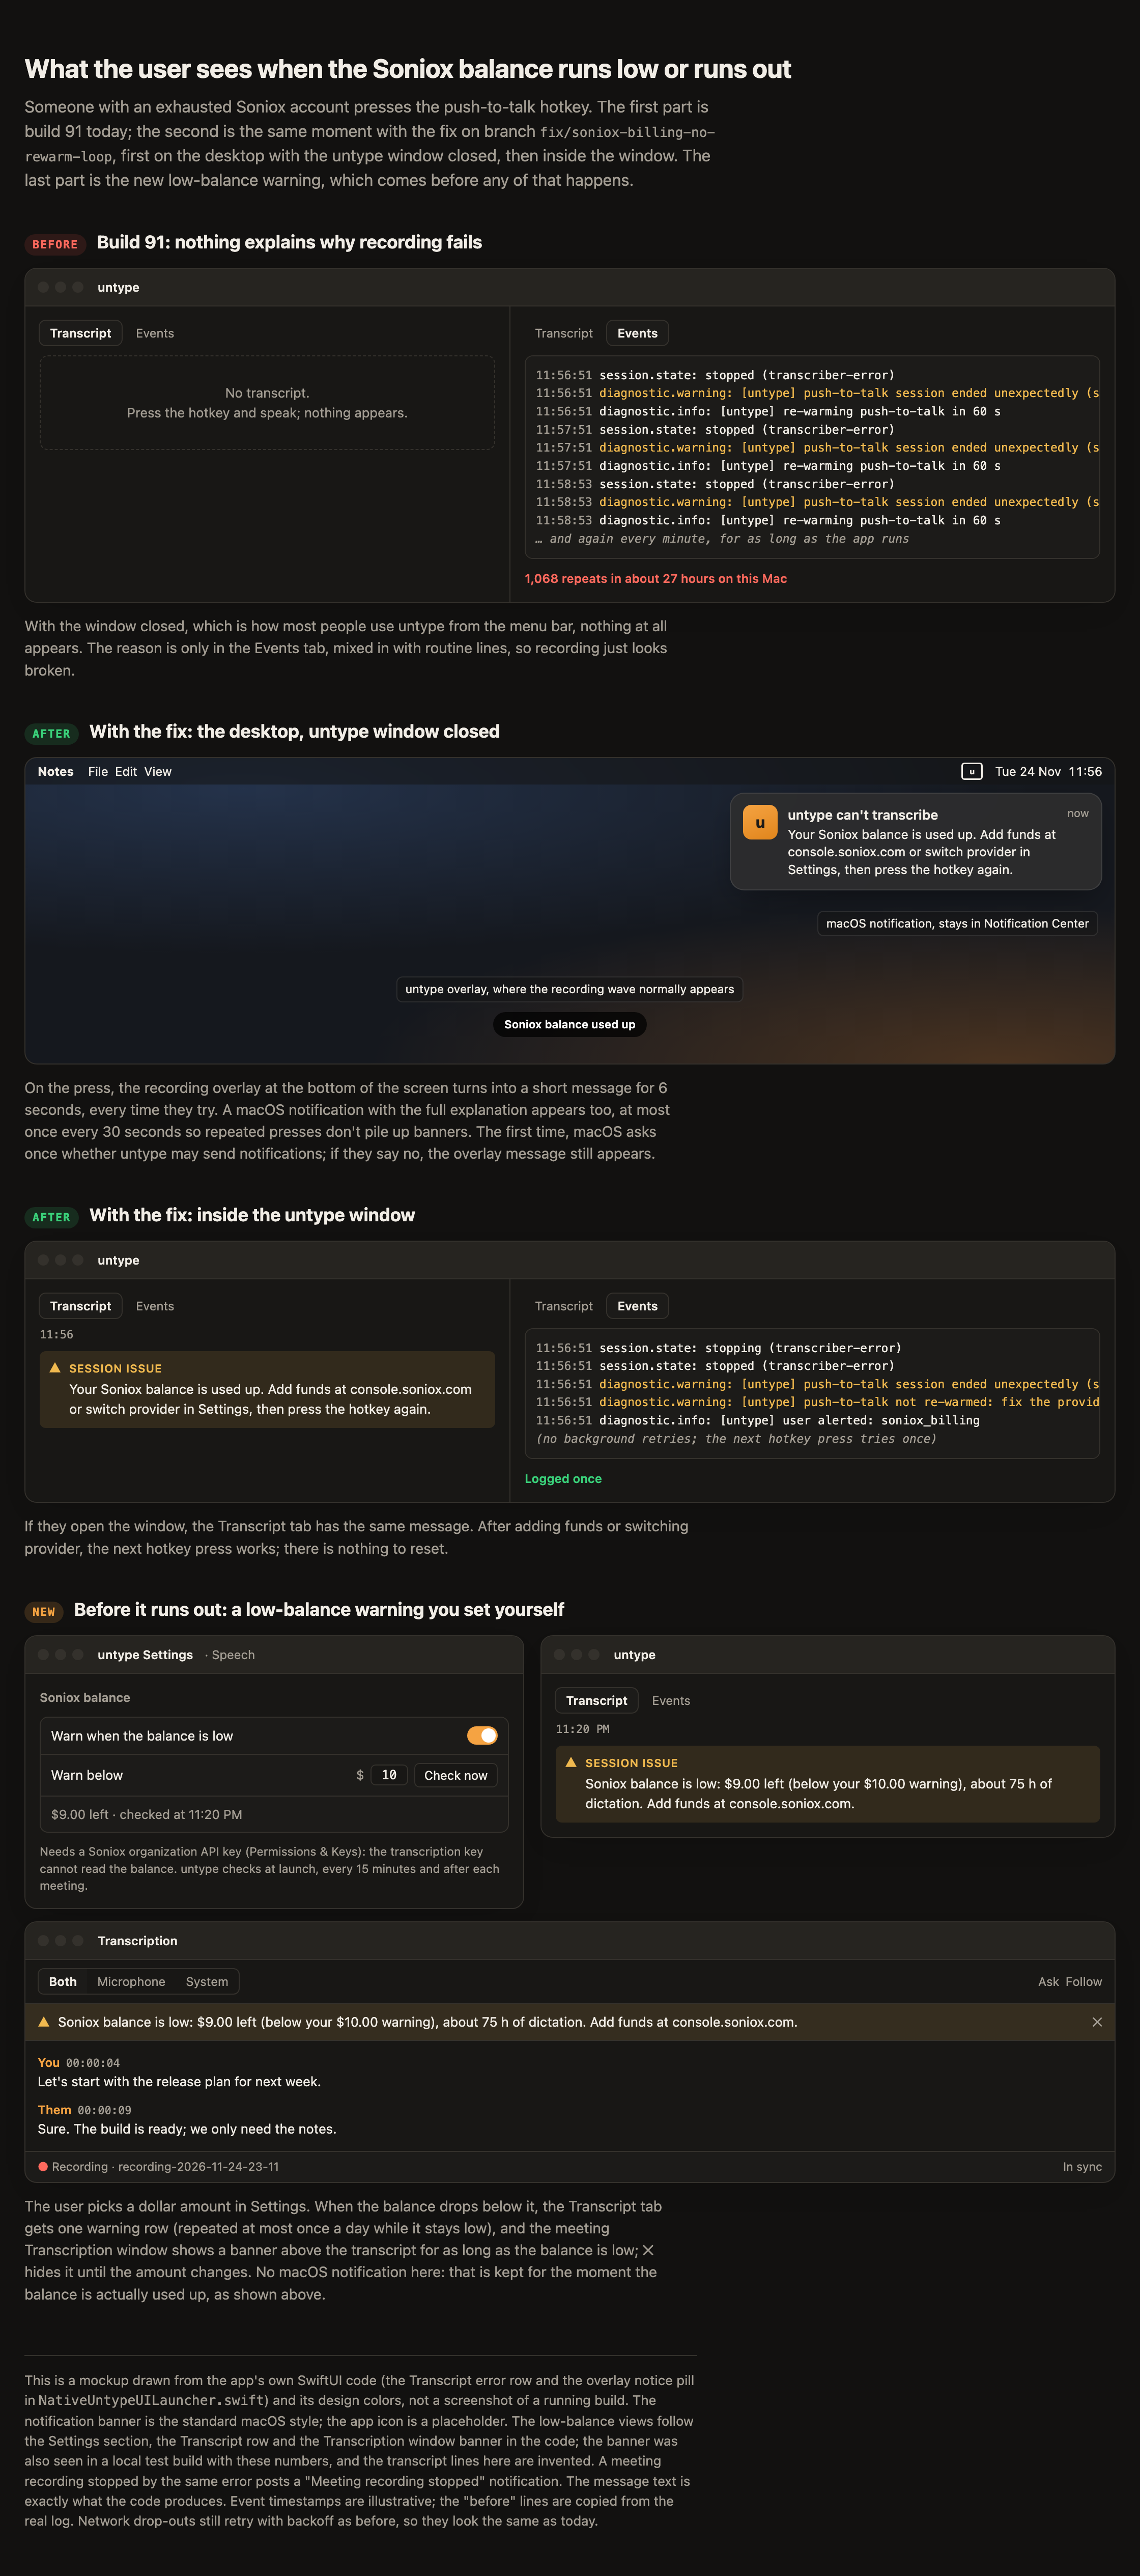 What the user sees when the Soniox balance runs low or runs out
Someone with an exhausted Soniox account presses the push-to-talk hotkey. The first part is
build 91 today; the second is the same moment with the fix on branch fix/soniox-billing-no-
rewarm-loop, first on the desktop with the untype window closed, then inside the window. The
last part is the new low-balance warning, which comes before any of that happens.
BEFORE Build 91: nothing explains why recording fails
untype
Transcript Events
No transcript.
Press the hotkey and speak; nothing appears.
Transcript Events
11:56:51 session.state: stopped (transcriber-error)
11:56:51 diagnostic.warning: [untype] push-to-talk session ended unexpectedly (s
11:56:51 diagnostic.info: [untype] re-warming push-to-talk in 60 s
11:57:51 session.state: stopped (transcriber-error)
11:57:51 diagnostic.warning: [untype] push-to-talk session ended unexpectedly (s
11:57:51 diagnostic.info: [untype] re-warming push-to-talk in 60 s
11:58:53 session.state: stopped (transcriber-error)
11:58:53 diagnostic.warning: [untype] push-to-talk session ended unexpectedly (s
11:58:53 diagnostic.info: [untype] re-warming push-to-talk in 60 s
… and again every minute, for as long as the app runs
1,068 repeats in about 27 hours on this Mac
With the window closed, which is how most people use untype from the menu bar, nothing at all
appears. The reason is only in the Events tab, mixed in with routine lines, so recording just looks
broken.
AFTER With the fix: the desktop, untype window closed
Notes File Edit View
u Tue 24 Nov 11:56
u
untype can't transcribe now
Your Soniox balance is used up. Add funds at
console.soniox.com or switch provider in
Settings, then press the hotkey again.
macOS notification, stays in Notification Center
untype overlay, where the recording wave normally appears
Soniox balance used up
On the press, the recording overlay at the bottom of the screen turns into a short message for 6
seconds, every time they try. A macOS notification with the full explanation appears too, at most
once every 30 seconds so repeated presses don't pile up banners. The first time, macOS asks
once whether untype may send notifications; if they say no, the overlay message still appears.
AFTER With the fix: inside the untype window
untype
Transcript Events
11:56
SESSION ISSUE
Your Soniox balance is used up. Add funds at console.soniox.com
or switch provider in Settings, then press the hotkey again.
Transcript Events
11:56:51 session.state: stopping (transcriber-error)
11:56:51 session.state: stopped (transcriber-error)
11:56:51 diagnostic.warning: [untype] push-to-talk session ended unexpectedly (s
11:56:51 diagnostic.warning: [untype] push-to-talk not re-warmed: fix the provid
11:56:51 diagnostic.info: [untype] user alerted: soniox_billing
(no background retries; the next hotkey press tries once)
Logged once
If they open the window, the Transcript tab has the same message. After adding funds or switching
provider, the next hotkey press works; there is nothing to reset.
NEW Before it runs out: a low-balance warning you set yourself
untype Settings · Speech
Soniox balance
Warn when the balance is low
Warn below $ 10 Check now
$9.00 left · checked at 11:20 PM
Needs a Soniox organization API key (Permissions & Keys): the transcription key
cannot read the balance. untype checks at launch, every 15 minutes and after each
meeting.
untype
Transcript Events
11:20 PM
SESSION ISSUE
Soniox balance is low: $9.00 left (below your $10.00 warning), about 75 h of
dictation. Add funds at console.soniox.com.
Transcription
Both Microphone System
Ask Follow
Soniox balance is low: $9.00 left (below your $10.00 warning), about 75 h of dictation. Add funds at console.soniox.com. ×
You 00:00:04
Let's start with the release plan for next week.
Them 00:00:09
Sure. The build is ready; we only need the notes.
Recording · recording-2026-11-24-23-11
In sync
The user picks a dollar amount in Settings. When the balance drops below it, the Transcript tab
gets one warning row (repeated at most once a day while it stays low), and the meeting
Transcription window shows a banner above the transcript for as long as the balance is low; ×
hides it until the amount changes. No macOS notification here: that is kept for the moment the
balance is actually used up, as shown above.
This is a mockup drawn from the app's own SwiftUI code (the Transcript error row and the overlay notice pill
in NativeUntypeUILauncher.swift) and its design colors, not a screenshot of a running build. The
notification banner is the standard macOS style; the app icon is a placeholder. The low-balance views follow
the Settings section, the Transcript row and the Transcription window banner in the code; the banner was
also seen in a local test build with these numbers, and the transcript lines here are invented. A meeting
recording stopped by the same error posts a "Meeting recording stopped" notification. The message text is
exactly what the code produces. Event timestamps are illustrative; the "before" lines are copied from the
real log. Network drop-outs still retry with backoff as before, so they look the same as today.